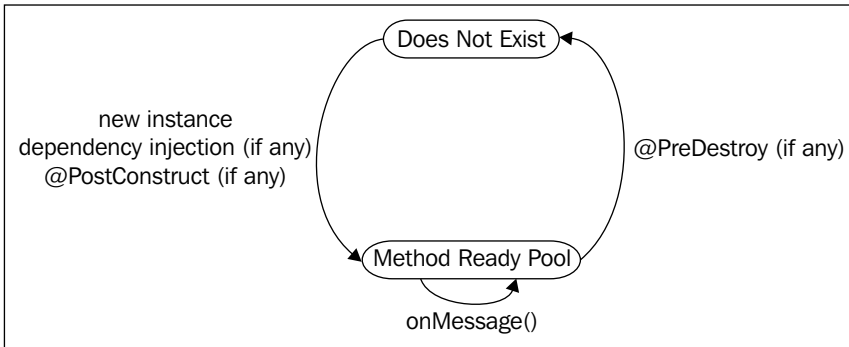 Does Not Exist
new instance
dependency injection (if any)
@PostConstruct (if any)
@PreDestroy (if any)
Method Ready Pool
onMessage()